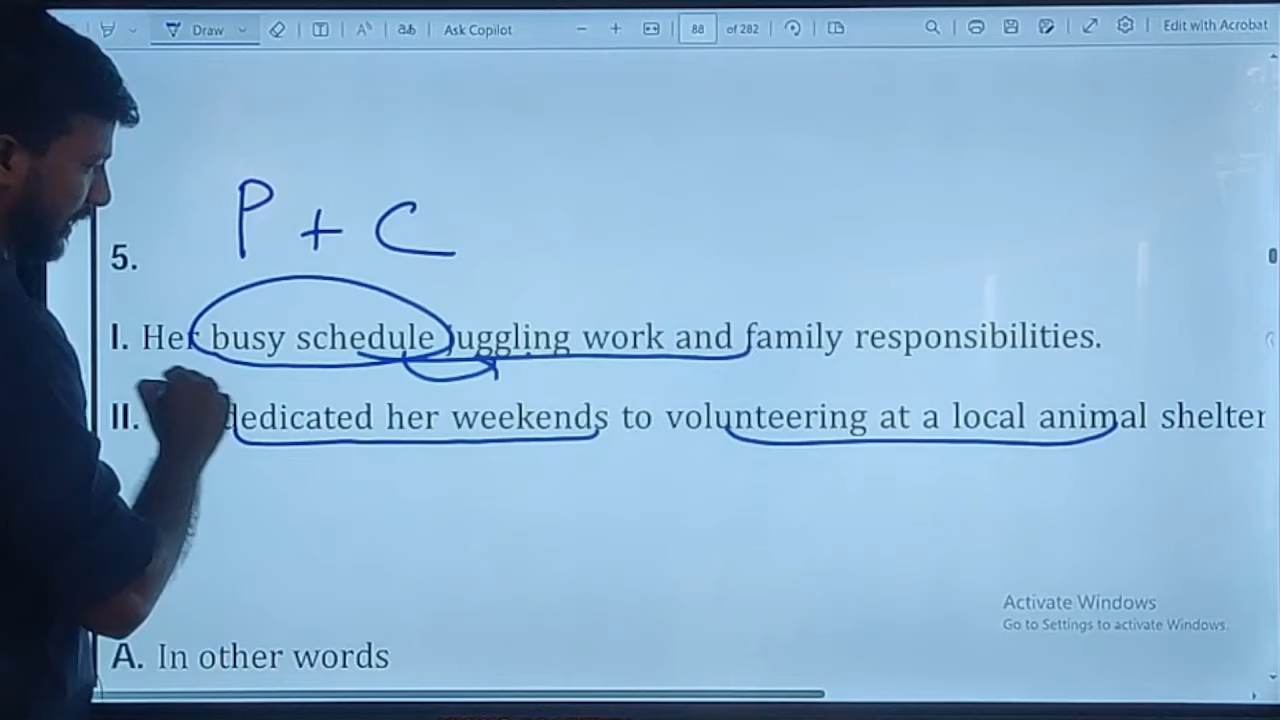 Draw Ask Copilot 88 of 282 Edit with Acrobat
P + C
5.
I. Her busy schedule juggling work and family responsibilities.
II. dedicated her weekends to volunteering at a local animal shelter
Activate Windows
Go to Settings to activate Windows.
A. In other words